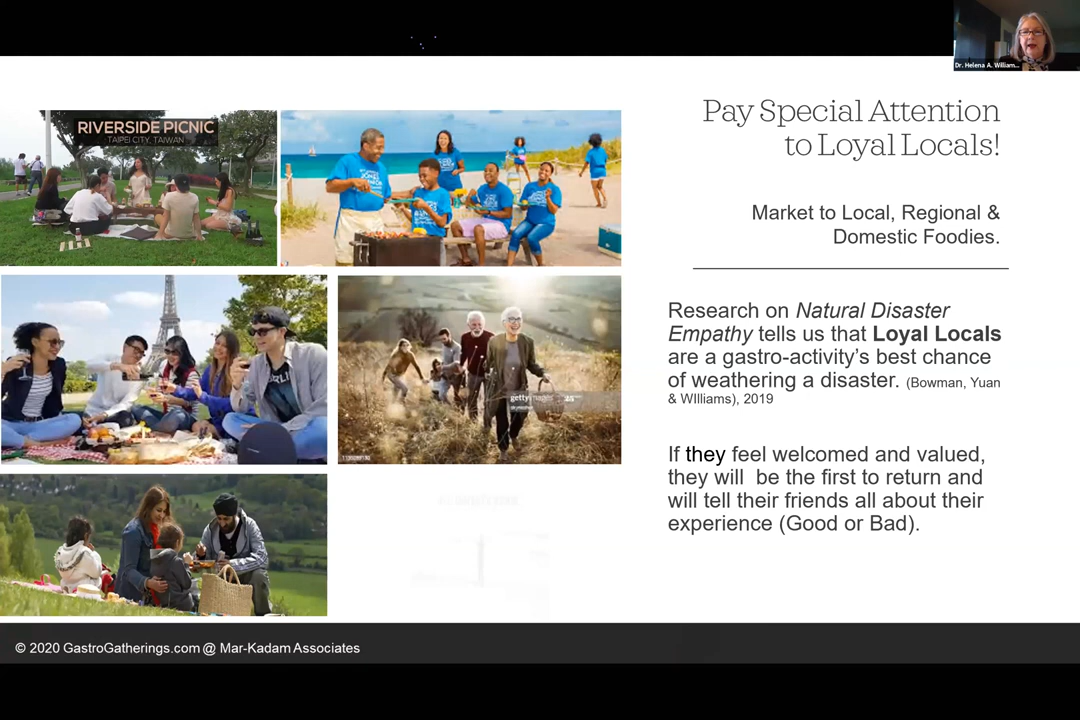 Dr. Helena A. William...
RIVERSIDE PICNIC
TAIPEI CITY, TAIWAN
Pay Special Attention
to Loyal Locals!
Market to Local, Regional &
Domestic Foodies.
Research on Natural Disaster
Empathy tells us that Loyal Locals
are a gastro-activity's best chance
of weathering a disaster. (Bowman, Yuan
& WIlliams), 2019
gettyimages
If they feel welcomed and valued,
they will be the first to return and
will tell their friends all about their
experience (Good or Bad).
© 2020 GastroGatherings.com @ Mar-Kadam Associates